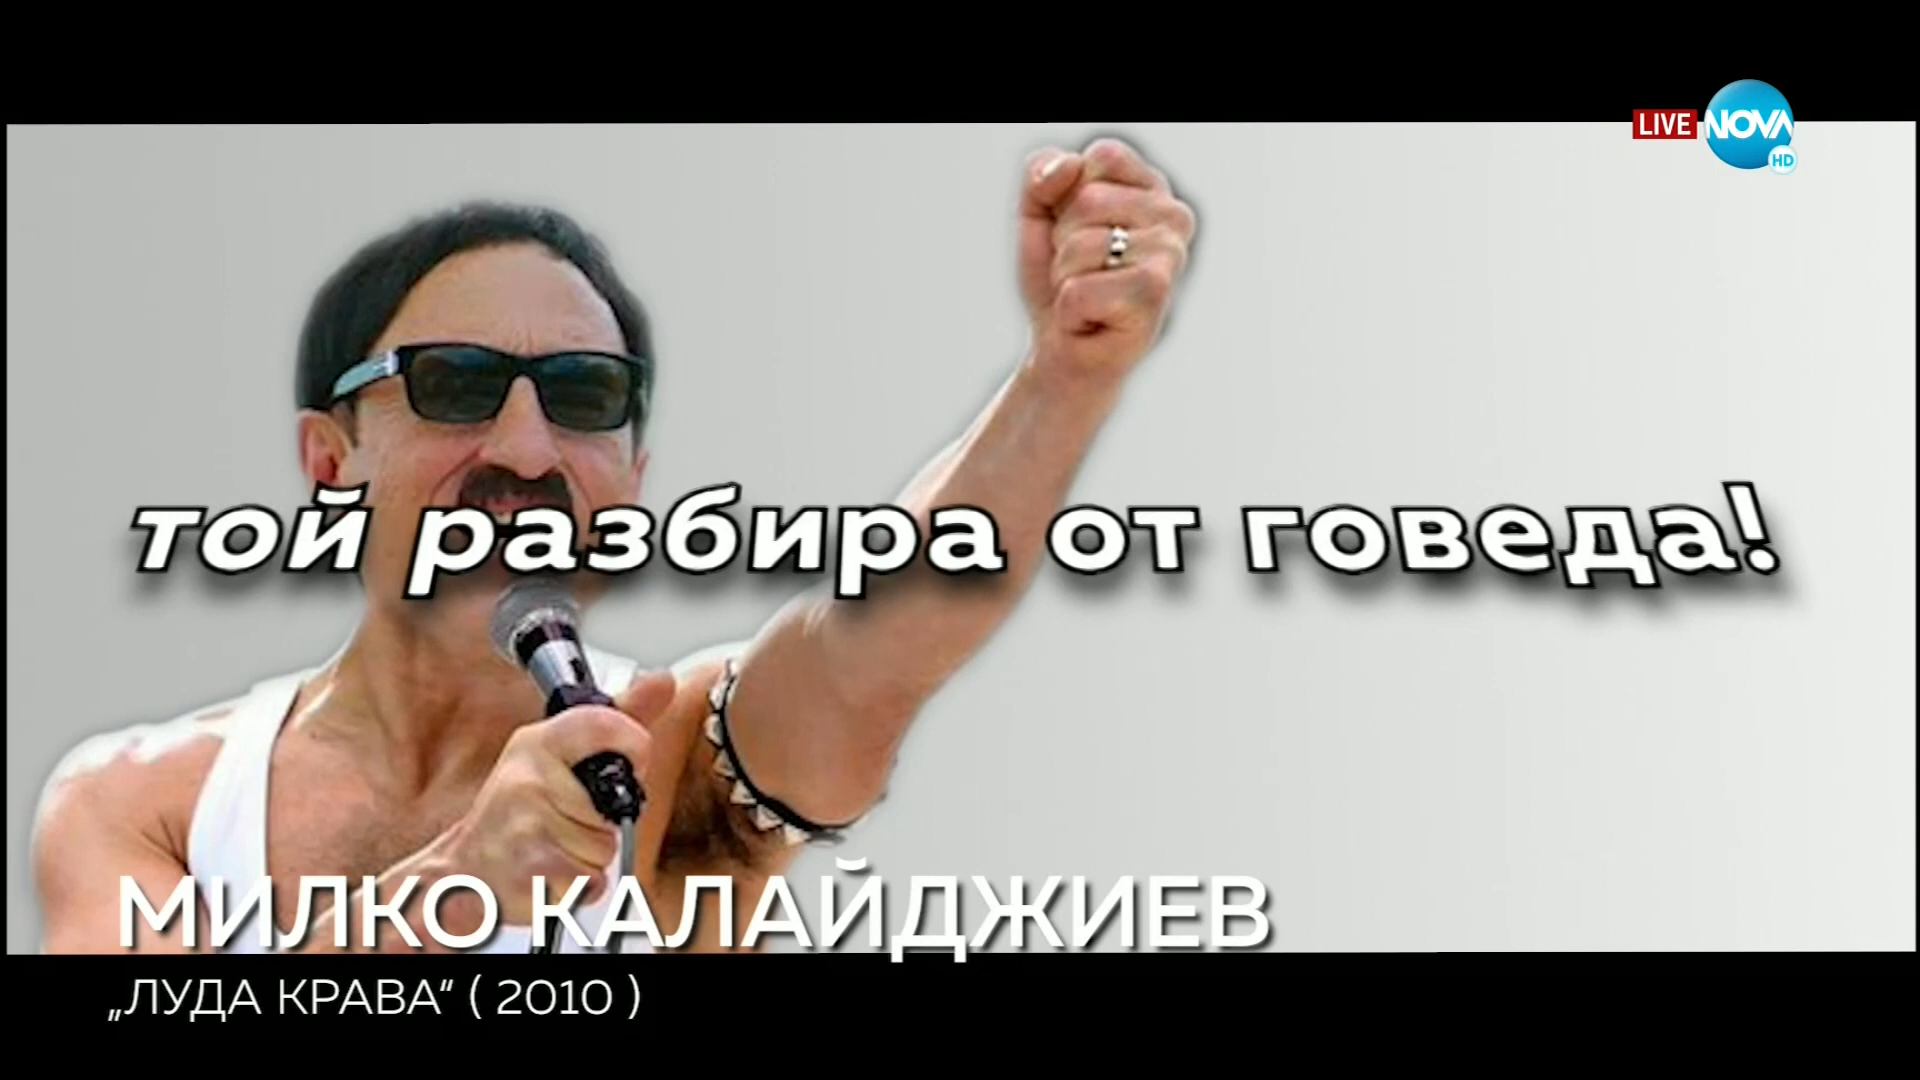 LIVE NOVA
HD
той разбира от говеда!
МИЛКО КАЛАЙДЖИЕВ
„ЛУДА КРАВА“ ( 2010 )